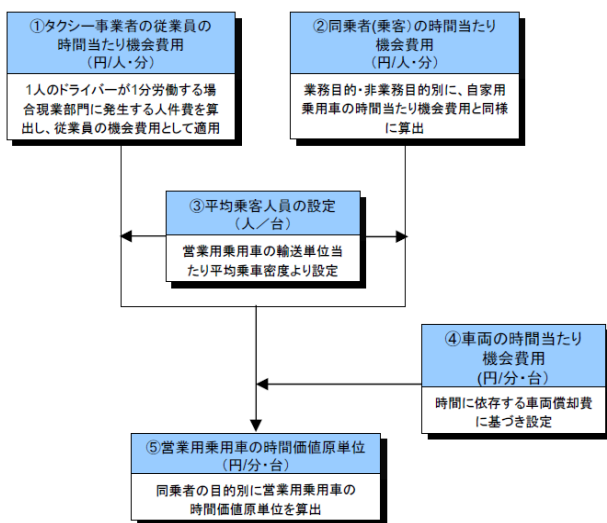 ①タクシー事業者の従業員の
時間当たり機会費用
（円/人・分）
1人のドライバーが1分労働する場
合現業部門に発生する人件費を算
出し、従業員の機会費用として適用
②同乗者(乗客）の時間当たり
機会費用
（円/人・分）
業務目的・非業務目的別に、自家用
乗用車の時間当たり機会費用と同様
に算出
③平均乗客人員の設定
（人／台）
営業用乗用車の輸送単位当
たり平均乗車密度より設定
④車両の時間当たり
機会費用
(円/分・台）
時間に依存する車両償却費
に基づき設定
⑤営業用乗用車の時間価値原単位
（円/分・台）
同乗者の目的別に営業用乗用車の
時間価値原単位を算出